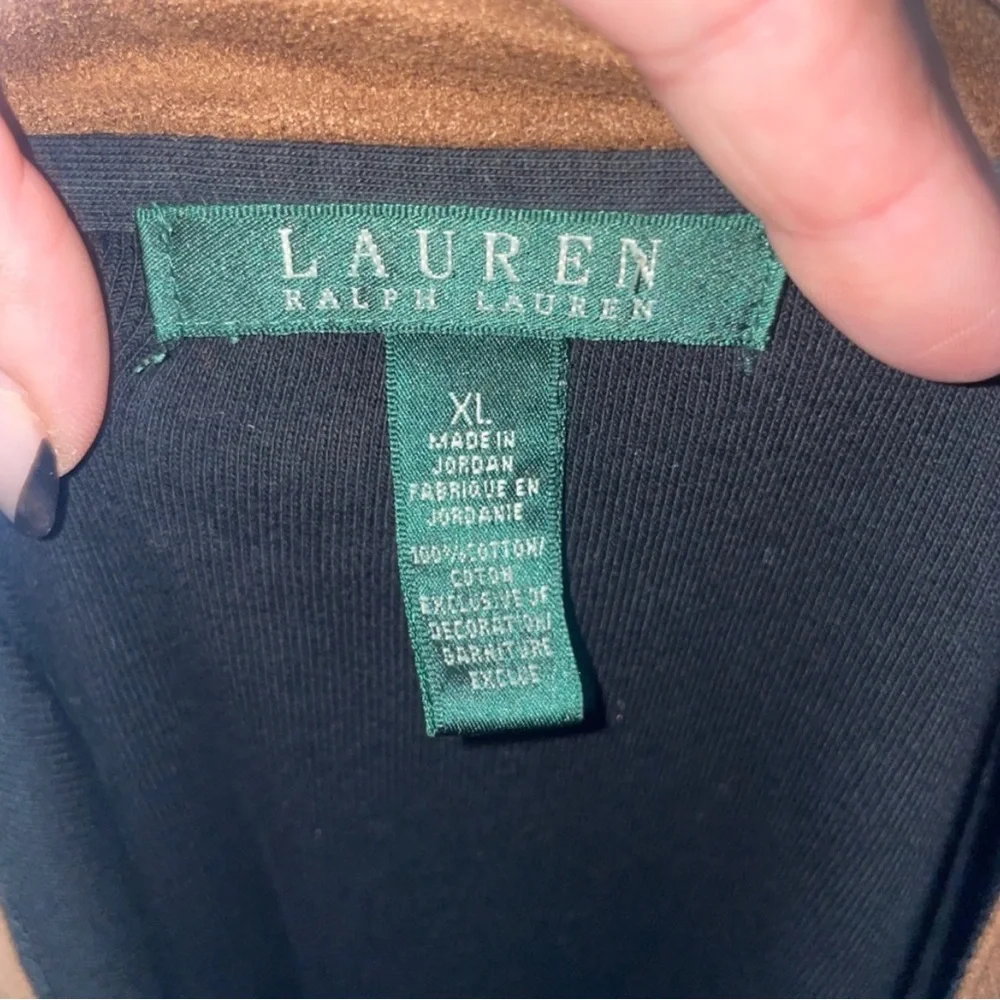 LAUREN
RALPH LAUREN
XL
MADE IN
JORDAN
FABRIQUE EN
JORDANIE
100% COTTON/
COTON
EXCLUSIVE OF
DECORATION/
GARNITURE
EXCLUE